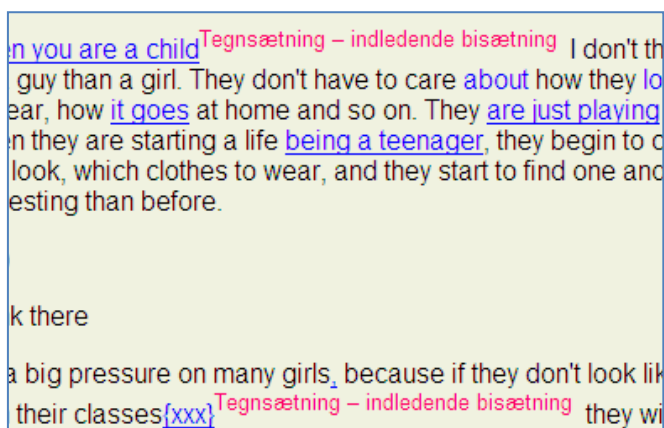 n you are a child Tegnsætning – indledende bisætning I don't th
guy than a girl. They don't have to care about how they lo
ear, how it goes at home and so on. They are just playing
n they are starting a life being a teenager, they begin to c
look, which clothes to wear, and they start to find one ano
esting than before.
k there
a big pressure on many girls, because if they don't look lik
their classes{xxx} Tegnsætning – indledende bisætning they wi